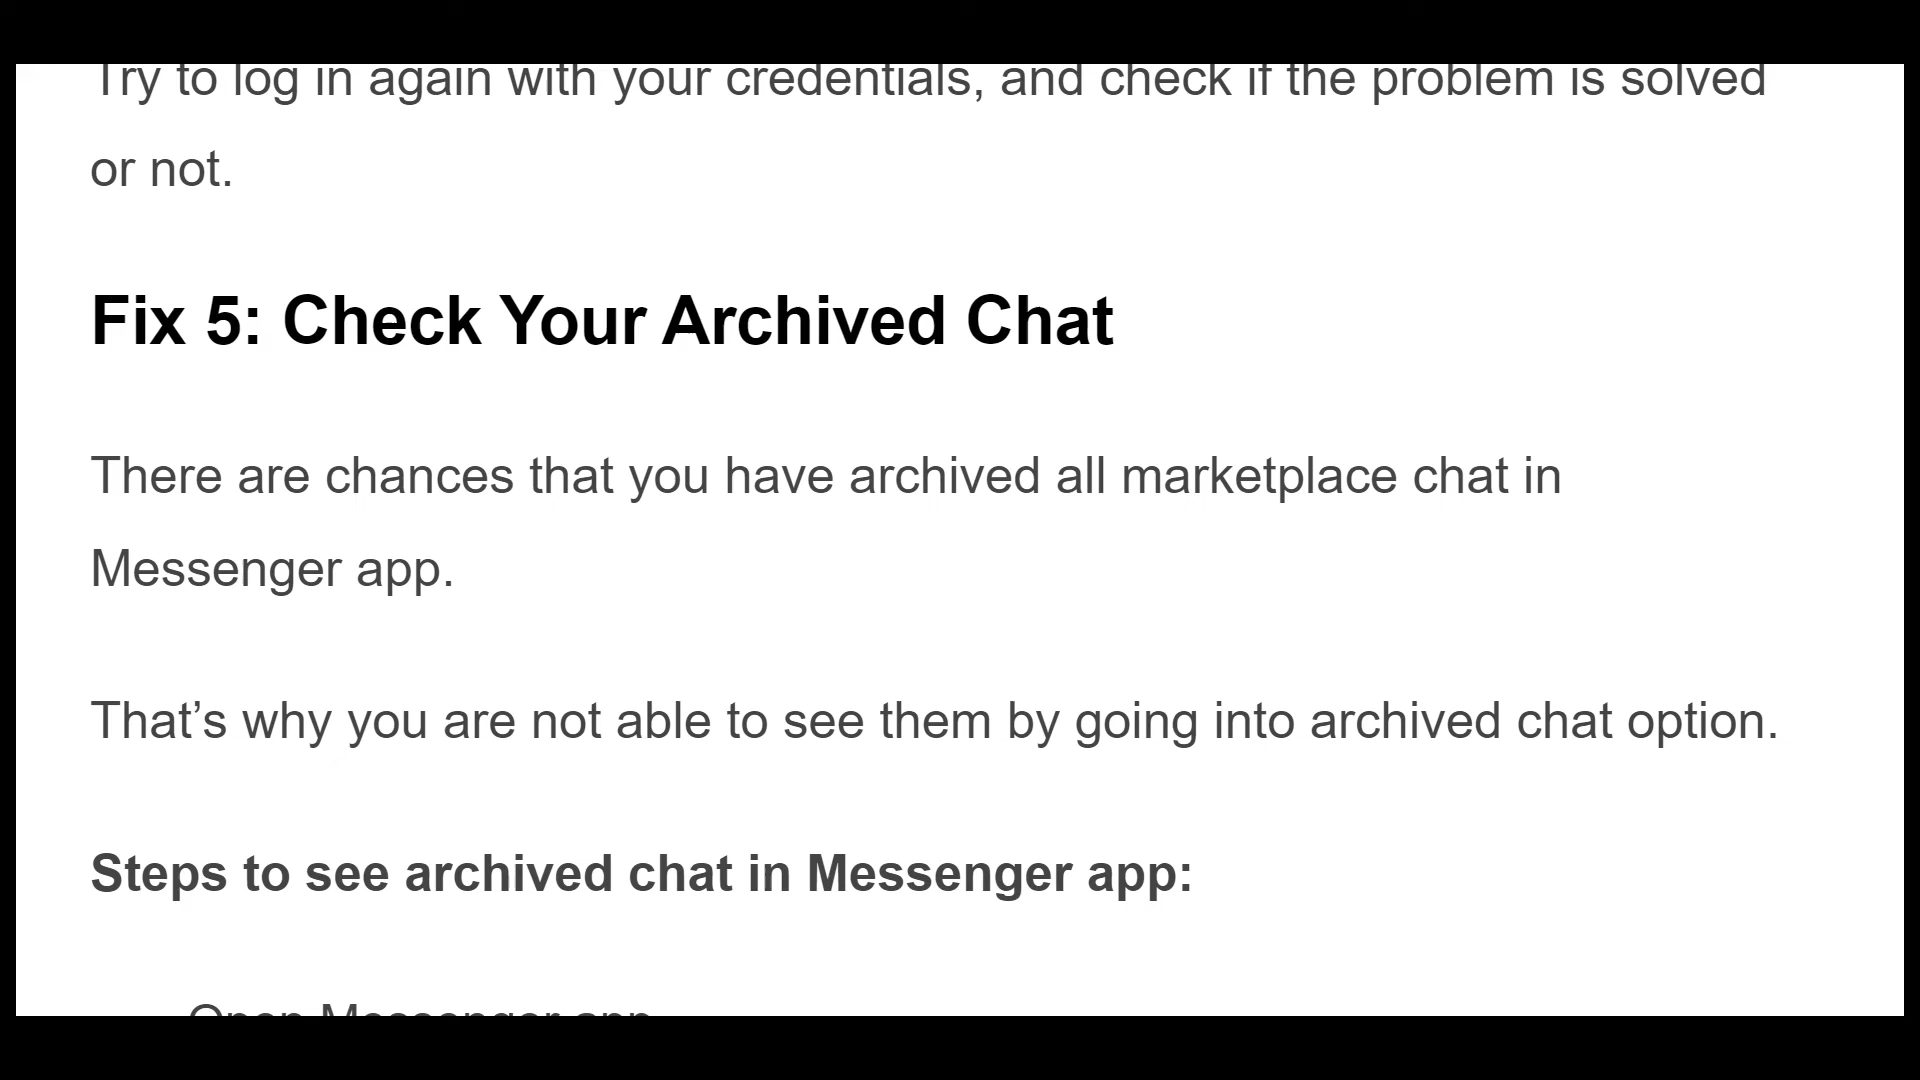 Try to log in again with your credentials, and check if the problem is solved
or not.
Fix 5: Check Your Archived Chat
There are chances that you have archived all marketplace chat in
Messenger app.
That’s why you are not able to see them by going into archived chat option.
Steps to see archived chat in Messenger app:
Open Messenger app